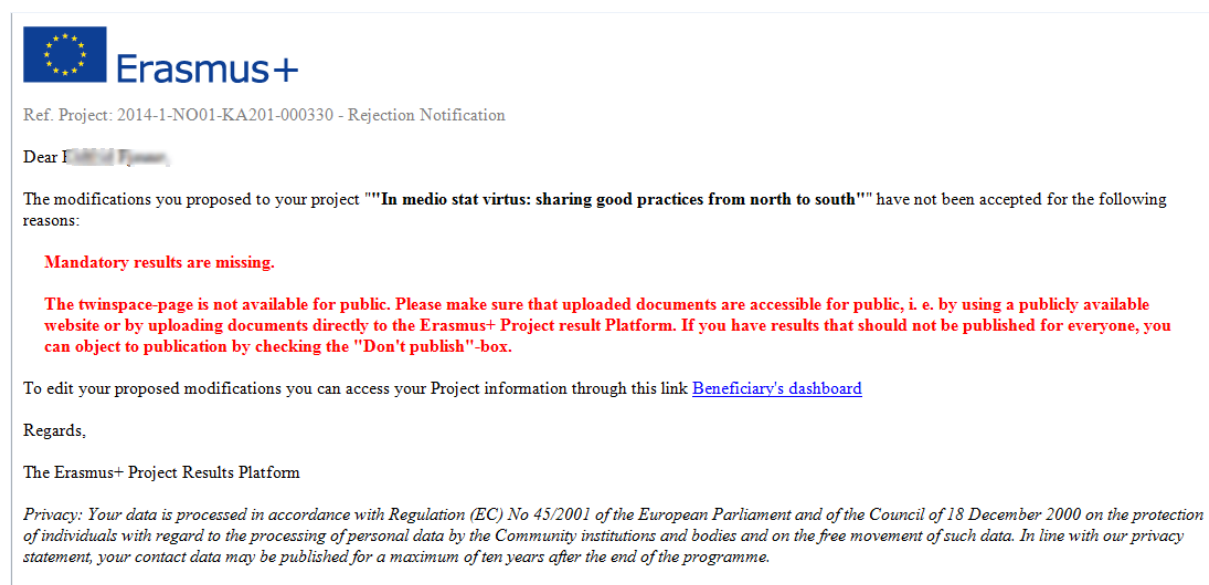 Erasmus+
Ref. Project: 2014-1-NO01-KA201-000330 - Rejection Notification
Dear
The modifications you proposed to your project ""In medio stat virtus: sharing good practices from north to south"" have not been accepted for the following
reasons:
Mandatory results are missing.
The twinspace-page is not available for public. Please make sure that uploaded documents are accessible for public, i. e. by using a publicly available
website or by uploading documents directly to the Erasmus+ Project result Platform. If you have results that should not be published for everyone, you
can object to publication by checking the "Don't publish"-box.
To edit your proposed modifications you can access your Project information through this link Beneficiary's dashboard
Regards,
The Erasmus+ Project Results Platform
Privacy: Your data is processed in accordance with Regulation (EC) No 45/2001 of the European Parliament and of the Council of 18 December 2000 on the protection
of individuals with regard to the processing of personal data by the Community institutions and bodies and on the free movement of such data. In line with our privacy
statement, your contact data may be published for a maximum of ten years after the end of the programme.